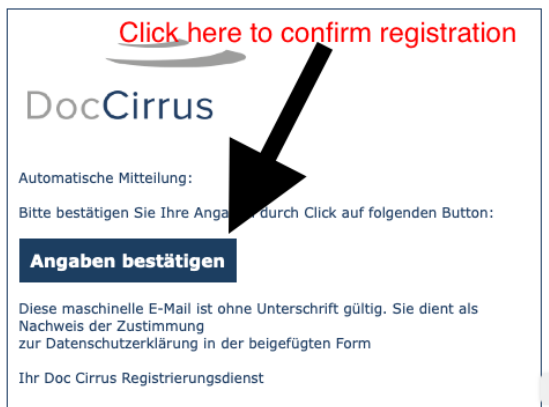 Click here to confirm registration
DocCirrus
Automatische Mitteilung:
Bitte bestätigen Sie Ihre Anga durch Click auf folgenden Button:
Angaben bestätigen
Diese maschinelle E-Mail ist ohne Unterschrift gültig. Sie dient als
Nachweis der Zustimmung
zur Datenschutzerklärung in der beigefügten Form
Ihr Doc Cirrus Registrierungsdienst